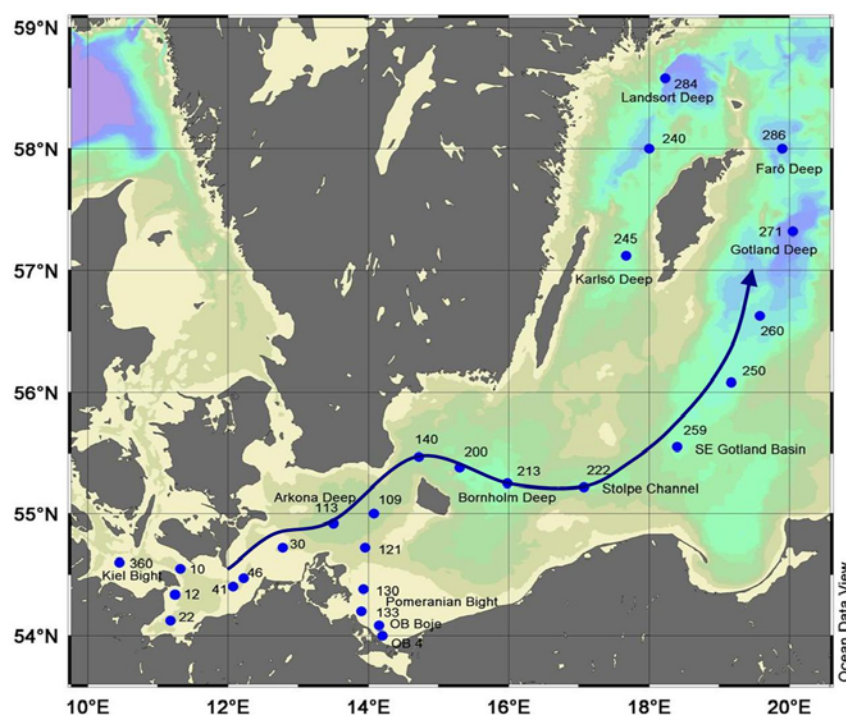 59°N
284
Landsort Deep
58°N
240
286
Farö Deep
245
Karlsö Deep
271
Gotland Deep
57°N
260
56°N
250
259
SE Gotland Basin
140
200
213
222
Stolpe Channel
Bornholm Deep
Arkona Deep
113
109
55°N
30
121
360
Kiel Bight
10
46
41
12
130
Pomeranian Bight
133
22
OB Boje
OB 4
54°N
10°E
12°E
14°E
16°E
18°E
20°E
Ocean Data View